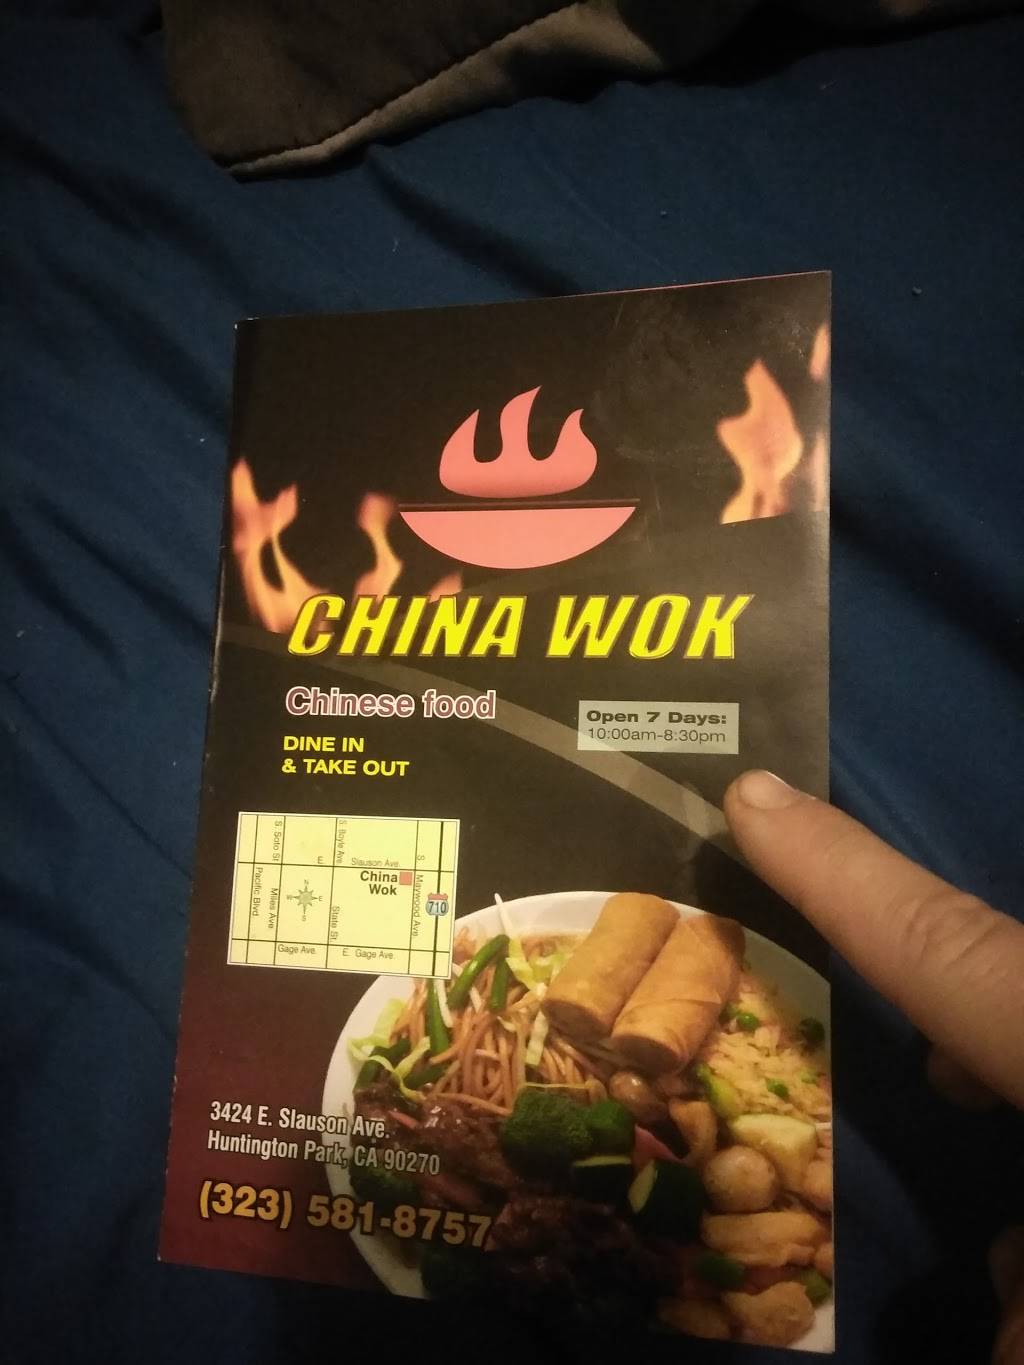 CHINA WOK
Chinese food
Open 7 Days:
10:00am-8:30pm
DINE IN
& TAKE OUT
S. Soto St
S. Boyle Ave.
E. Slauson Ave.
S. Maywood Ave.
China
Wok
Pacific Blvd.
Miles Ave
N
W E
S
State St.
710
Gage Ave. E. Gage Ave.
3424 E. Slauson Ave.
Huntington Park, CA 90270
(323) 581-8757